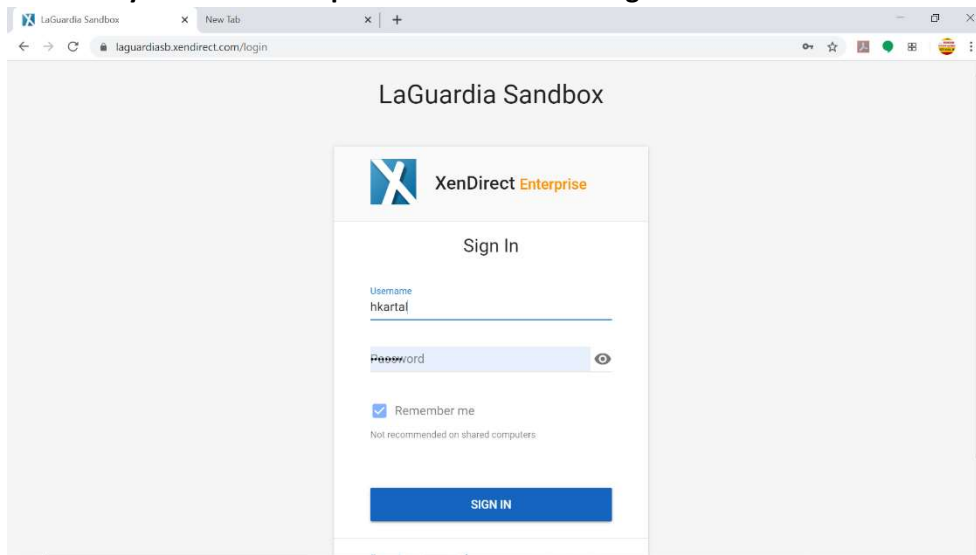 LaGuardia Sandbox New Tab
laguardiasb.xendirect.com/login
LaGuardia Sandbox
XenDirect Enterprise
Sign In
Username
hkartal
Password
Remember me
Not recommended on shared computers
SIGN IN